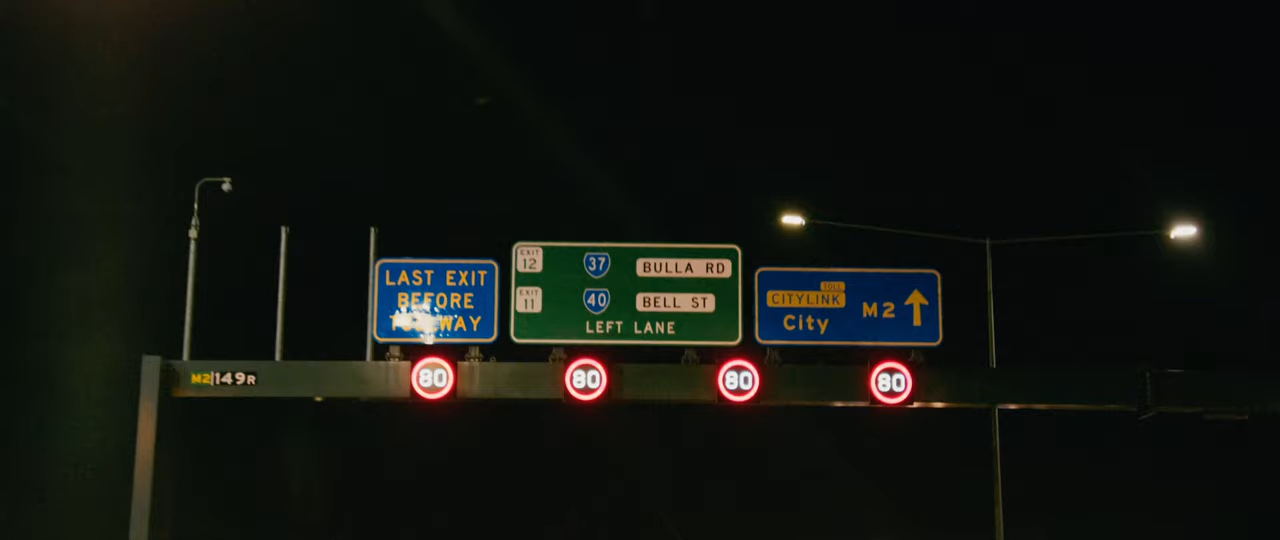 LAST EXIT
BEFORE
TOLLWAY
EXIT 12 37 BULLA RD
EXIT 11 40 BELL ST
LEFT LANE
TOLL
CITYLINK
City
M2
M2|149R
80
80
80
80